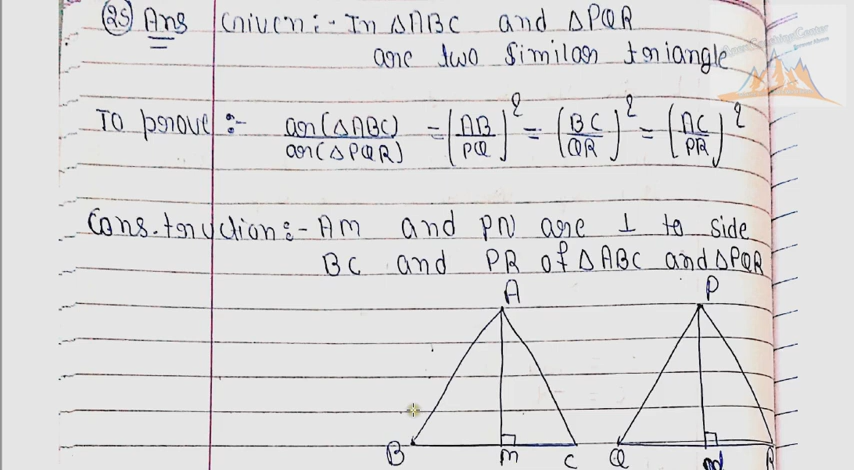 25 Ans Given:- In ΔABC and ΔPQR
are two similar triangle
To prove:- ar(ΔABC)/ar(ΔPQR) = (AB/PQ)² = (BC/QR)² = (AC/PR)²
Construction:- AM and PN are ⊥ to side
BC and PR of ΔABC and ΔPQR
A P
B M C Q N R